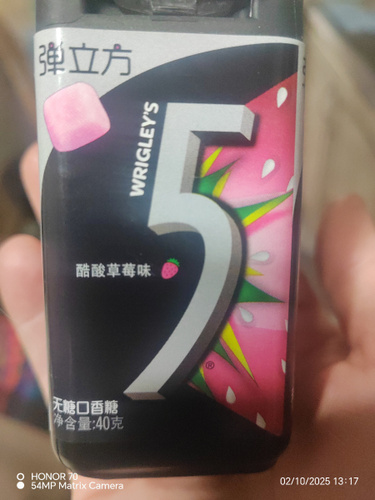 弹立方
WRIGLEY'S
5
酷酸草莓味
®
无糖口香糖
净含量:40克
HONOR 70
54MP Matrix Camera
02/10/2025 13:17